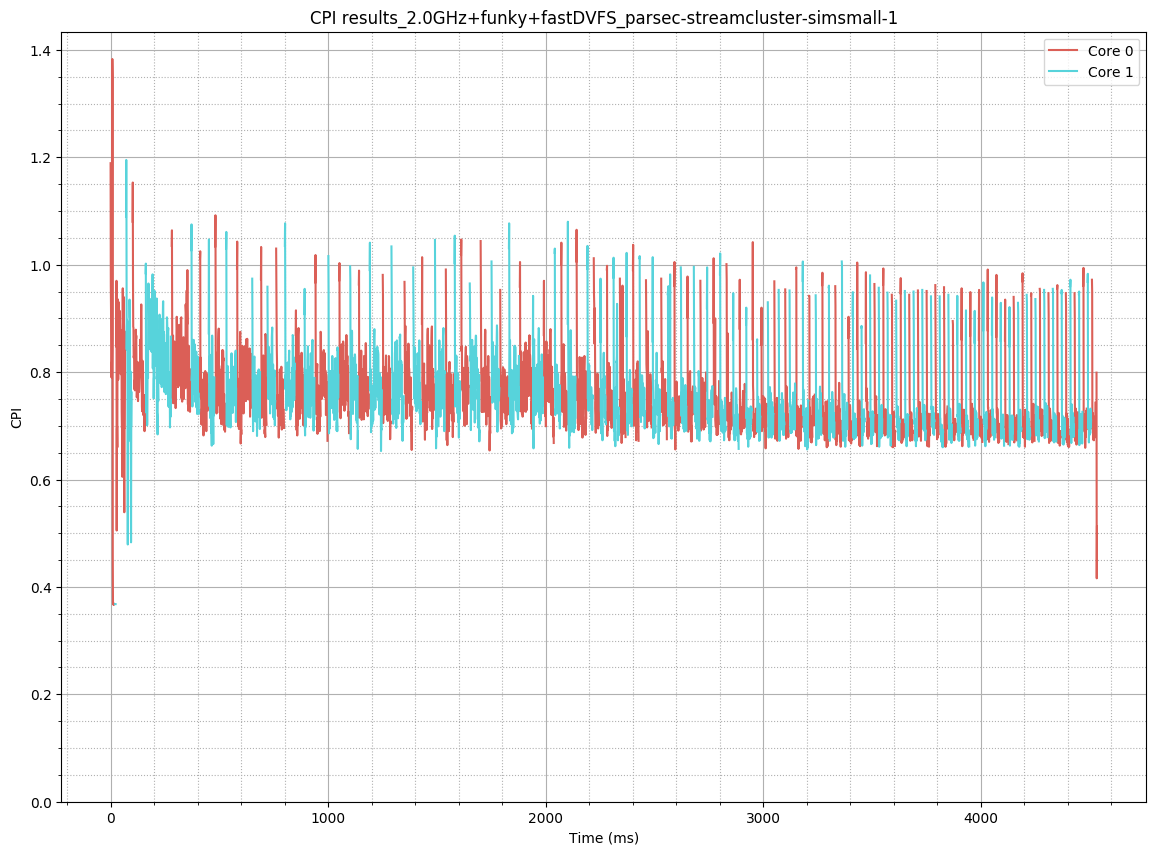 CPI results_2.0GHz+funky+fastDVFS_parsec-streamcluster-simsmall-1
Core 0
Core 1
CPI
1.4
1.2
1.0
0.8
0.6
0.4
0.2
0.0
0
1000
2000
3000
4000
Time (ms)